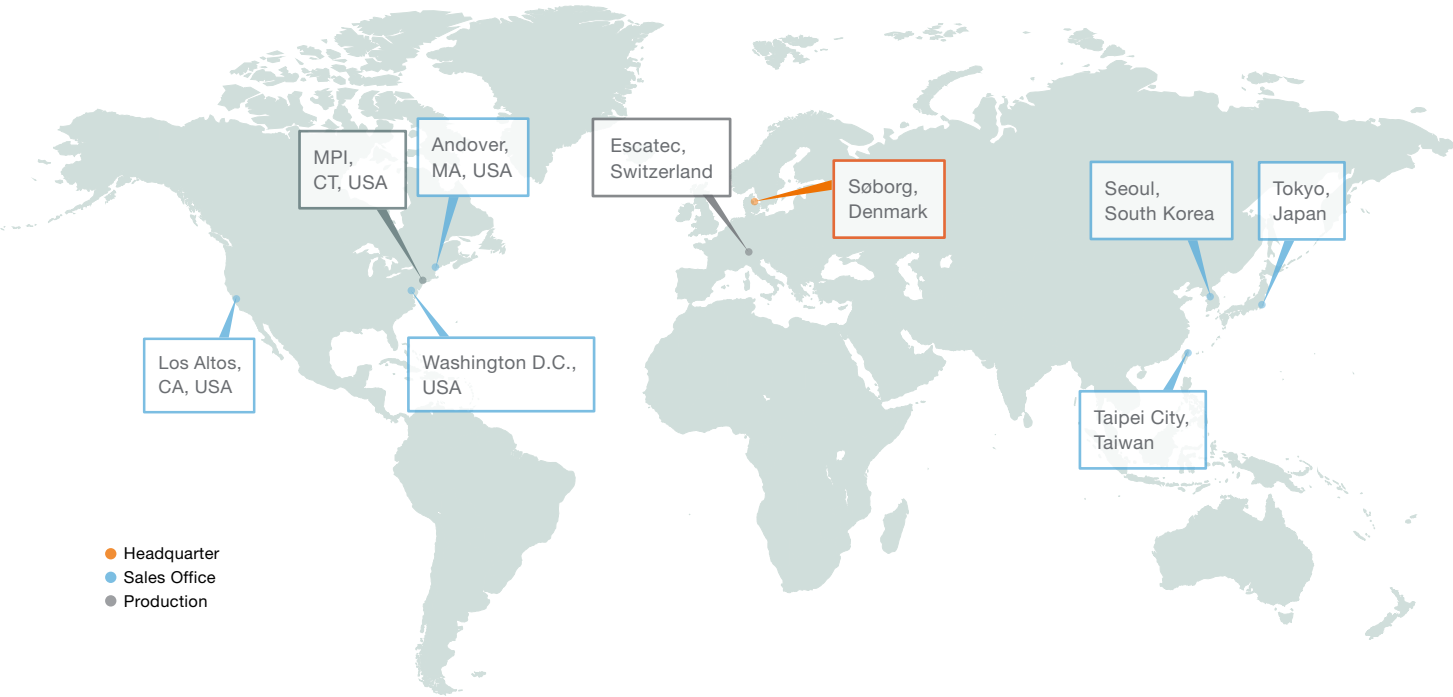 MPI,
CT, USA
Andover,
MA, USA
Escatec,
Switzerland
Søborg,
Denmark
Seoul,
South Korea
Tokyo,
Japan
Los Altos,
CA, USA
Washington D.C.,
USA
Taipei City,
Taiwan
Headquarter
Sales Office
Production